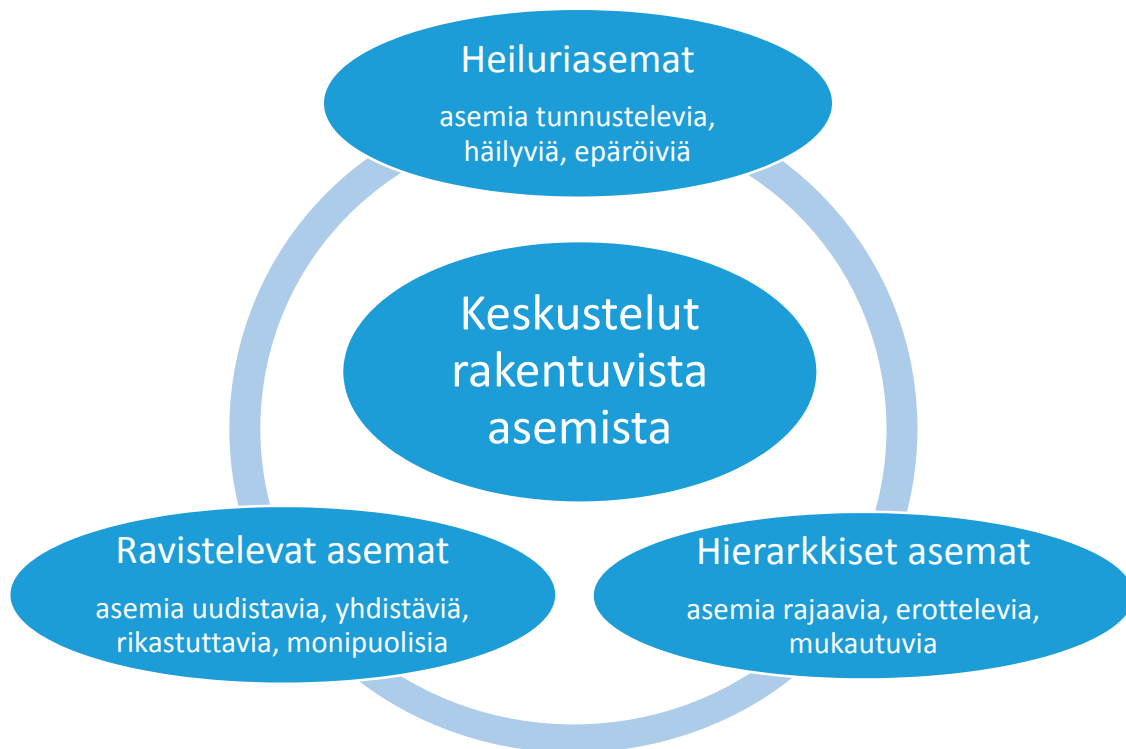 Heiluriasemat
asemia tunnustelevia,
häilyviä, epäröiviä
Keskustelut
rakentuvista
asemista
Ravistelevat asemat
asemia uudistavia, yhdistäviä,
rikastuttavia, monipuolisia
Hierarkkiset asemat
asemia rajaavia, erottelevia,
mukautuvia